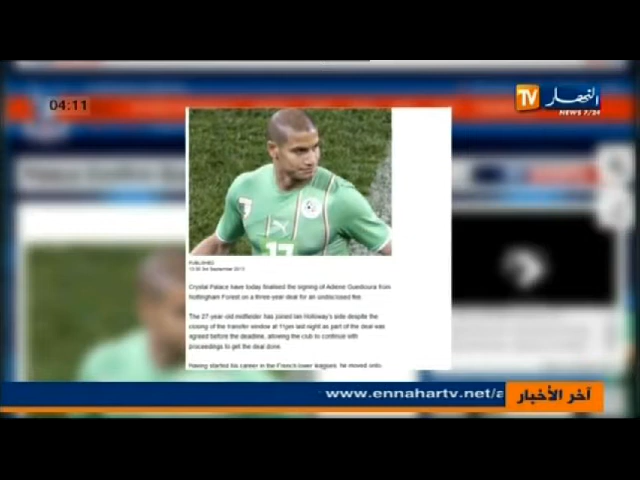 04:11
TV النهار
NEWS 7/24
17
PUBLISHED
Crystal Palace have today finalised the signing of Adlene Guedioura from
Nottingham Forest on a three-year deal for an undisclosed fee.
The 27-year-old midfielder has joined Ian Holloway's side despite the
closing of the transfer window at 11pm last night as part of the deal was
agreed before the deadline, allowing the club to continue with
proceedings to get the deal done.
Having started his career in the French lower leagues, he moved onto
www.ennahartv.net/a
آخر الأخبار